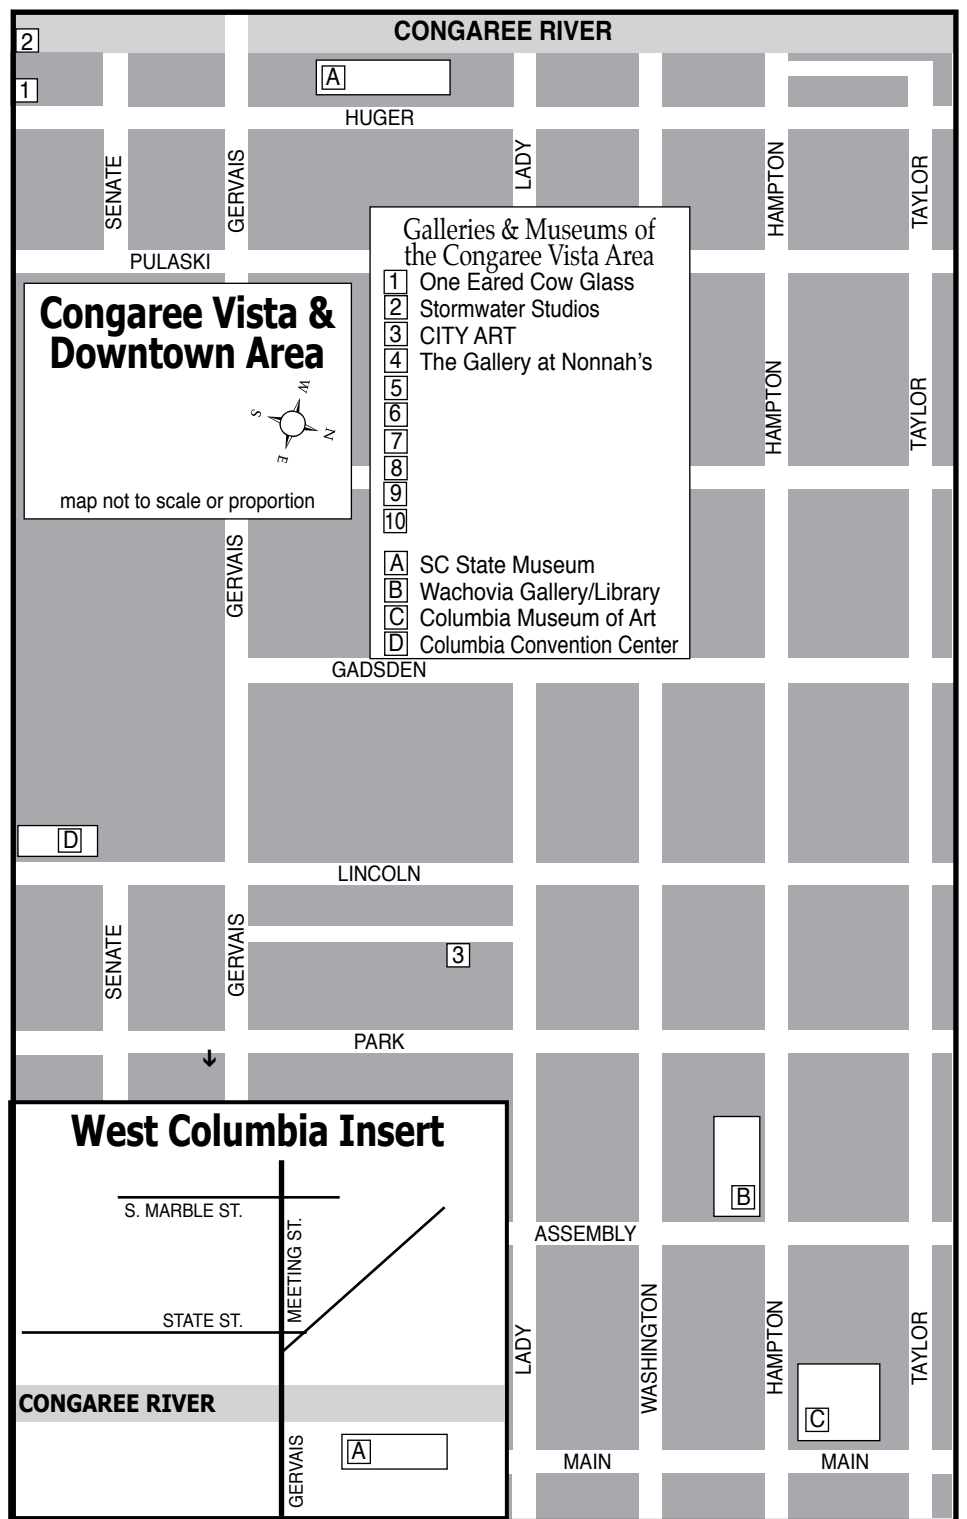 CONGAREE RIVER
2
A
1
HUGER
SENATE
GERVAIS
LADY
HAMPTON
TAYLOR
PULASKI
Galleries & Museums of
the Congaree Vista Area
1 One Eared Cow Glass
2 Stormwater Studios
3 CITY ART
4 The Gallery at Nonnah's
5
6
7
8
9
10
A SC State Museum
B Wachovia Gallery/Library
C Columbia Museum of Art
D Columbia Convention Center
Congaree Vista &
Downtown Area
W
S
N
E
map not to scale or proportion
HAMPTON
TAYLOR
GERVAIS
GADSDEN
D
LINCOLN
SENATE
GERVAIS
3
PARK
West Columbia Insert
S. MARBLE ST.
MEETING ST.
STATE ST.
CONGAREE RIVER
GERVAIS
A
B
ASSEMBLY
LADY
WASHINGTON
HAMPTON
TAYLOR
C
MAIN
MAIN